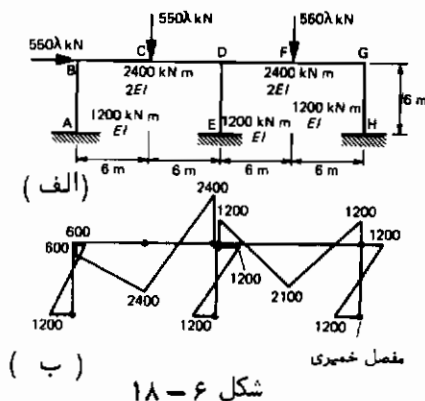 550λ kN 560λ kN
550λ kN
B C D F G
2400 kN m 2400 kN m
2EI 2EI
1200 kN m 1200 kN m 1200 kN m
A EI E EI EI H
6 m
6 m 6 m 6 m 6 m
( الف )
2400
600 1200 1200
600 1200
1200
2400 2100
1200 1200 1200
مفصل خمیری
( ب )
شکل ۶ – ۱۸